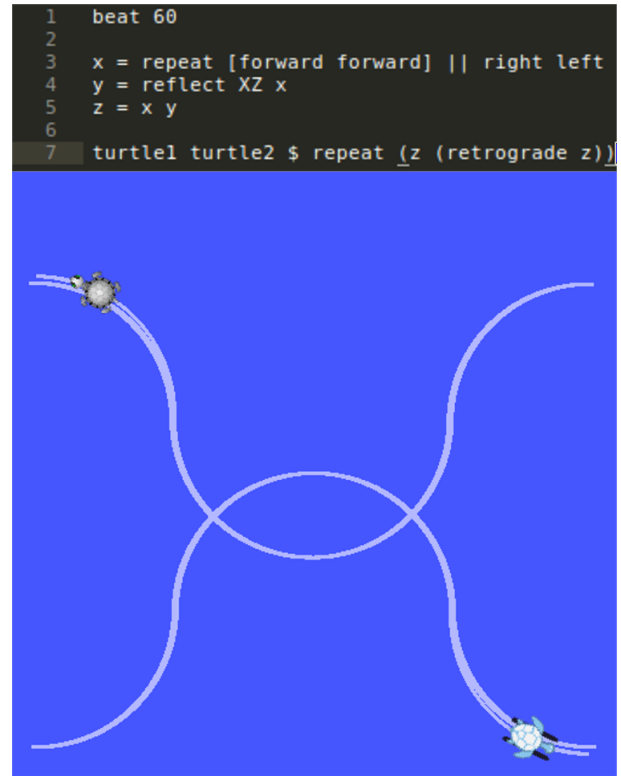 1 beat 60
2
3 x = repeat [forward forward] || right left
4 y = reflect XZ x
5 z = x y
6
7 turtle1 turtle2 $ repeat (z (retrograde z))